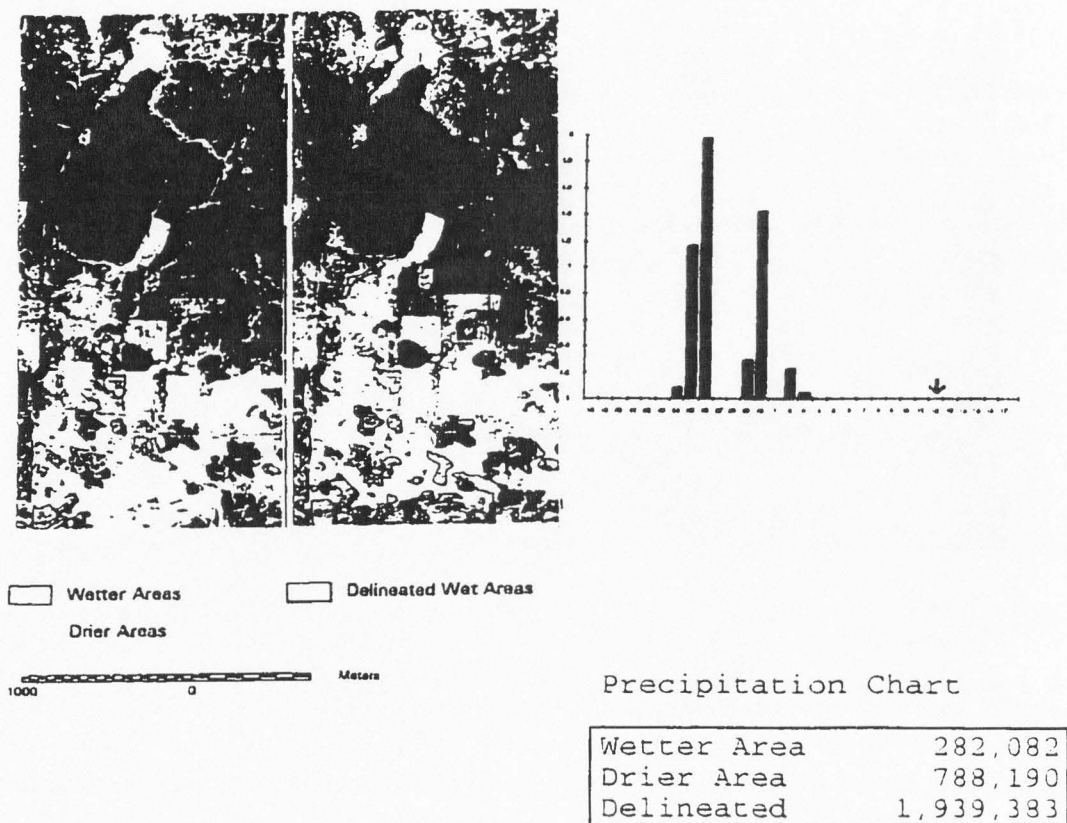 Wetter Areas
Delineated Wet Areas
Drier Areas
Meters
1000 0
Precipitation Chart
Wetter Area 282,082
Drier Area 788,190
Delineated 1,939,383